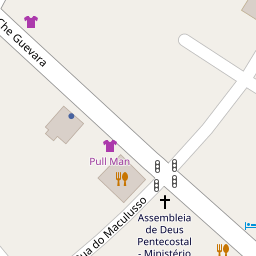 Che Guevara
Pull Man
Rua do Maculusso
Assembleia
de Deus
Pentecostal
- Ministério